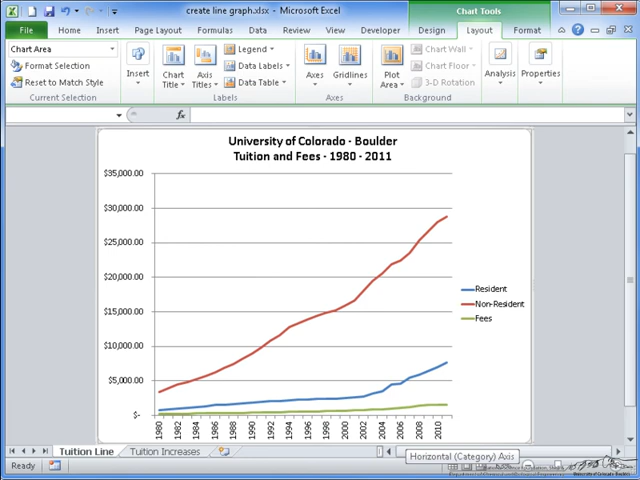 create line graph.xlsx - Microsoft Excel
Chart Tools
File Home Insert Page Layout Formulas Data Review View Developer Design Layout Format
Chart Area
Format Selection
Reset to Match Style
Current Selection
Insert
Chart Title
Axis Titles
Legend
Data Labels
Data Table
Labels
Axes
Gridlines
Axes
Plot Area
Chart Wall
Chart Floor
3-D Rotation
Background
Analysis
Properties
fx
University of Colorado - Boulder
Tuition and Fees - 1980 - 2011
$35,000.00
$30,000.00
$25,000.00
$20,000.00
$15,000.00
$10,000.00
$5,000.00
$-
1980 1982 1984 1986 1988 1990 1992 1994 1996 1998 2000 2002 2004 2006 2008 2010
Resident
Non-Resident
Fees
Tuition Line Tuition Increases
Horizontal (Category) Axis
Ready